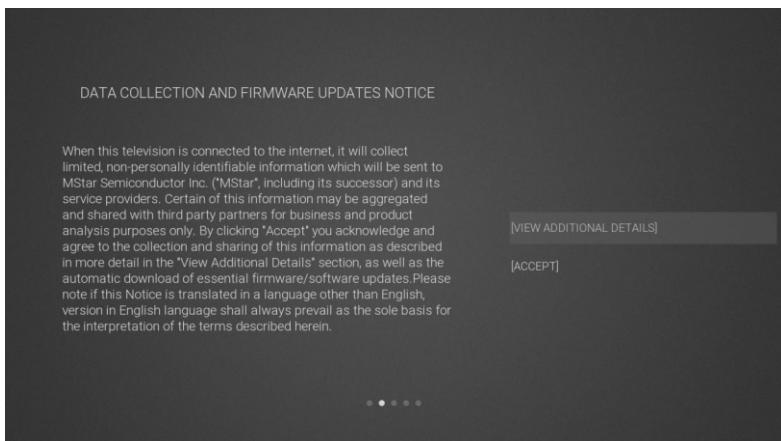 DATA COLLECTION AND FIRMWARE UPDATES NOTICE
When this television is connected to the internet, it will collect
limited, non-personally identifiable information which will be sent to
MStar Semiconductor Inc. ("MStar", including its successor) and its
service providers. Certain of this information may be aggregated
and shared with third party partners for business and product
analysis purposes only. By clicking "Accept" you acknowledge and
agree to the collection and sharing of this information as described
in more detail in the "View Additional Details" section, as well as the
automatic download of essential firmware/software updates.Please
note if this Notice is translated in a language other than English,
version in English language shall always prevail as the sole basis for
the interpretation of the terms described herein.
[VIEW ADDITIONAL DETAILS]
[ACCEPT]